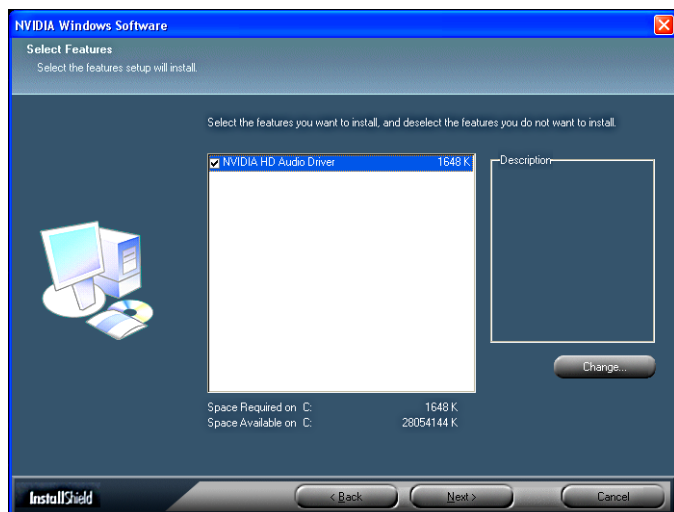 NVIDIA Windows Software
Select Features
Select the features setup will install.
Select the features you want to install, and deselect the features you do not want to install.
NVIDIA HD Audio Driver 1648 K
Description
Change...
Space Required on C: 1648 K
Space Available on C: 28054144 K
InstallShield
< Back
Next >
Cancel